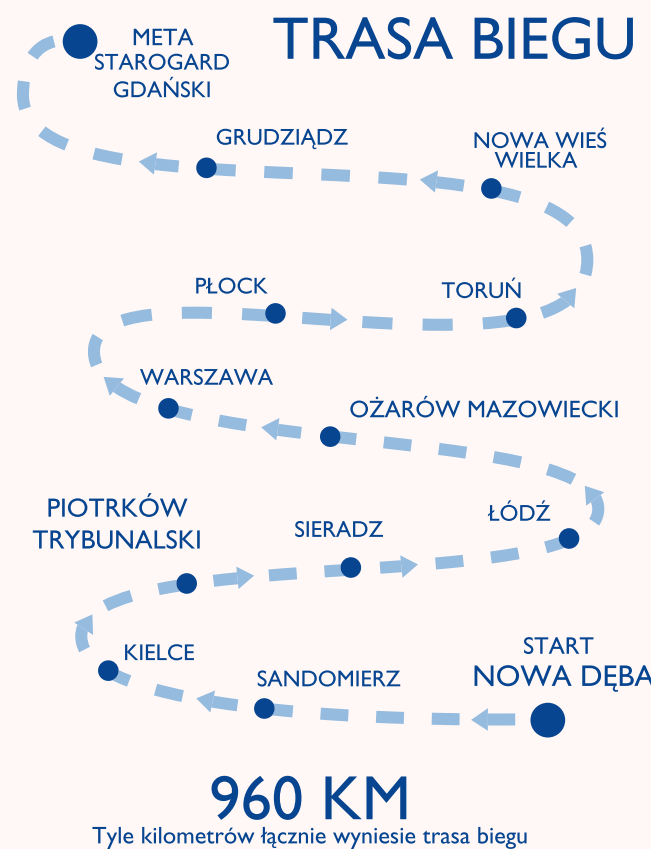 TRASA BIEGU
META
STAROGARD
GDAŃSKI
GRUDZIĄDZ
NOWA WIEŚ
WIELKA
PŁOCK
TORUŃ
WARSZAWA
OŻARÓW MAZOWIECKI
PIOTRKÓW
TRYBUNALSKI
SIERADZ
ŁÓDŹ
KIELCE
SANDOMIERZ
START
NOWA DĘBA
960 KM
Tyle kilometrów łącznie wyniesie trasa biegu